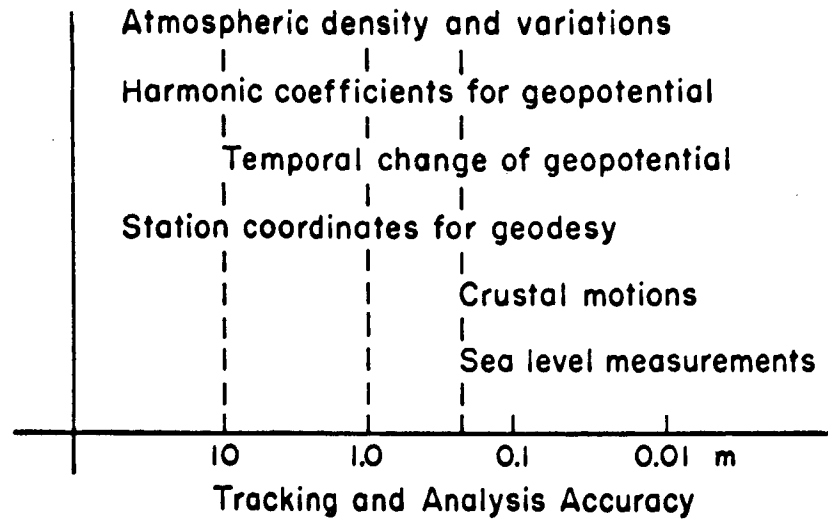 Atmospheric density and variations
Harmonic coefficients for geopotential
Temporal change of geopotential
Station coordinates for geodesy
Crustal motions
Sea level measurements
10 1.0 0.1 0.01 m
Tracking and Analysis Accuracy